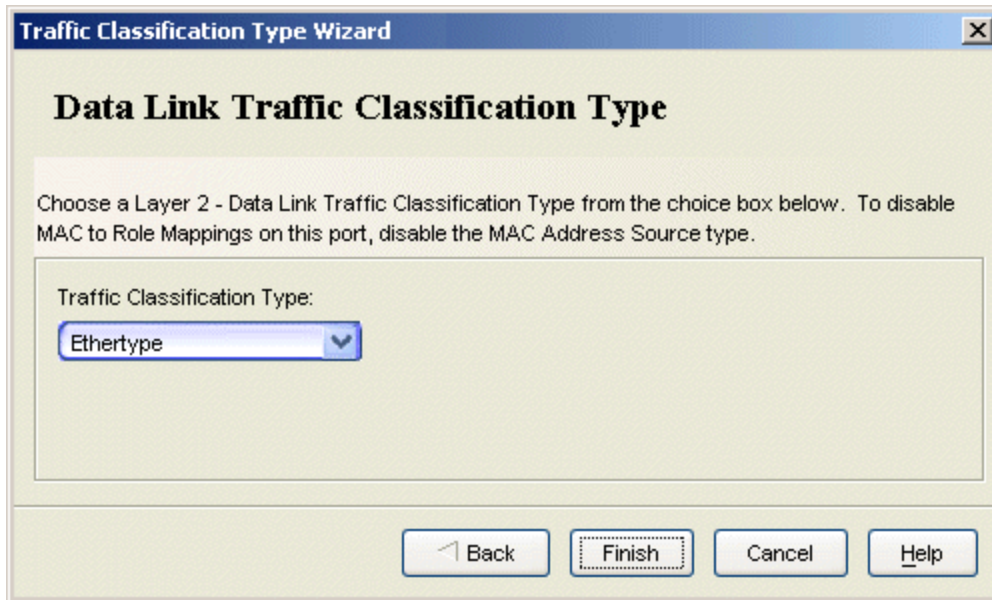 Traffic Classification Type Wizard
Data Link Traffic Classification Type
Choose a Layer 2 - Data Link Traffic Classification Type from the choice box below. To disable
MAC to Role Mappings on this port, disable the MAC Address Source type.
Traffic Classification Type:
Ethertype
Back Finish Cancel Help